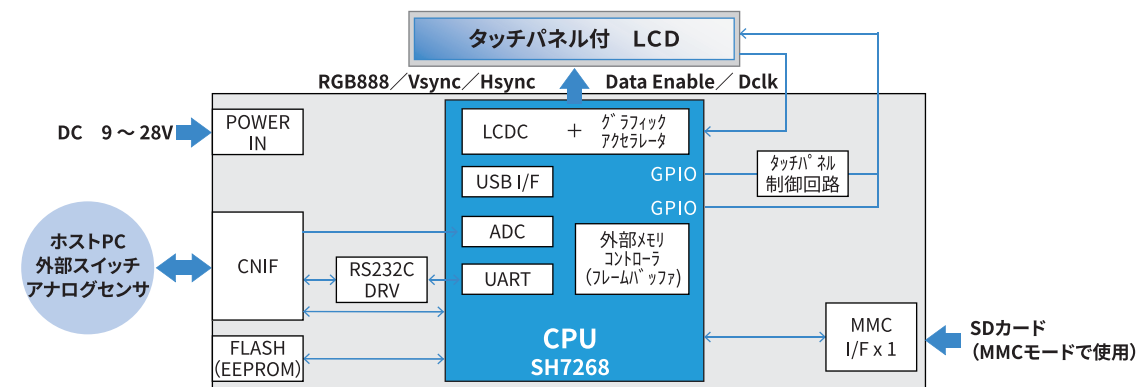 タッチパネル付 LCD
RGB888／Vsync／Hsync Data Enable／ Dclk
DC 9 ～ 28V
POWER
IN
LCDC + ｸﾞﾗﾌｨｯｸ
ｱｸｾﾗﾚｰﾀ
USB I/F
GPIO
ﾀｯﾁﾊﾟﾈﾙ
制御回路
GPIO
ADC
外部ﾒﾓﾘ
ｺﾝﾄﾛｰﾗ
(ﾌﾚｰﾑﾊﾞｯﾌｧ)
ホストPC
外部スイッチ
アナログセンサ
CNIF
RS232C
DRV
UART
CPU
SH7268
FLASH
(EEPROM)
MMC
I/F x 1
SDカード
（MMCモードで使用）